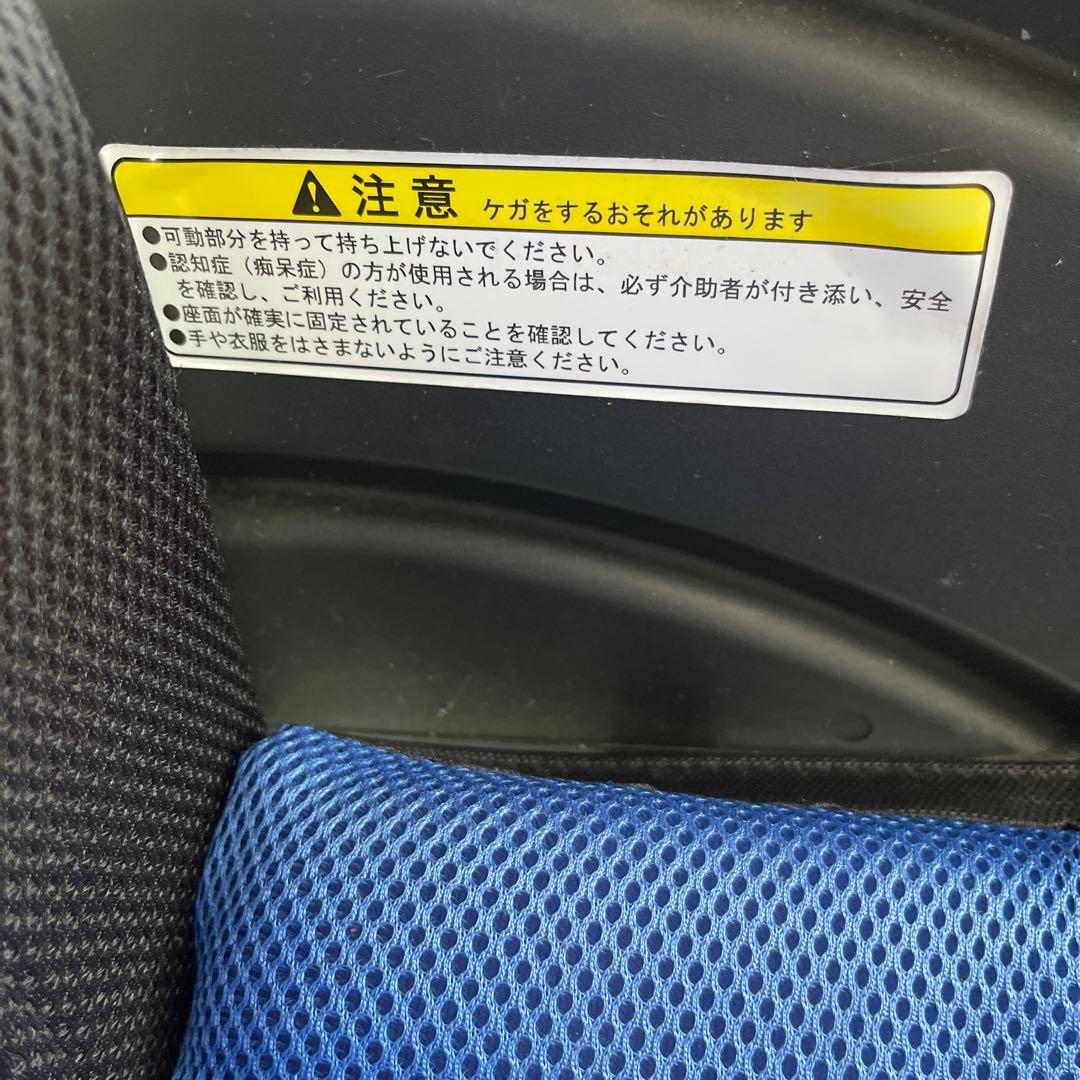 注意 ケガをするおそれがあります
●可動部分を持って持ち上げないでください。
●認知症（痴呆症）の方が使用される場合は、必ず介助者が付き添い、安全
を確認し、ご利用ください。
●座面が確実に固定されていることを確認してください。
●手や衣服をはさまないようにご注意ください。